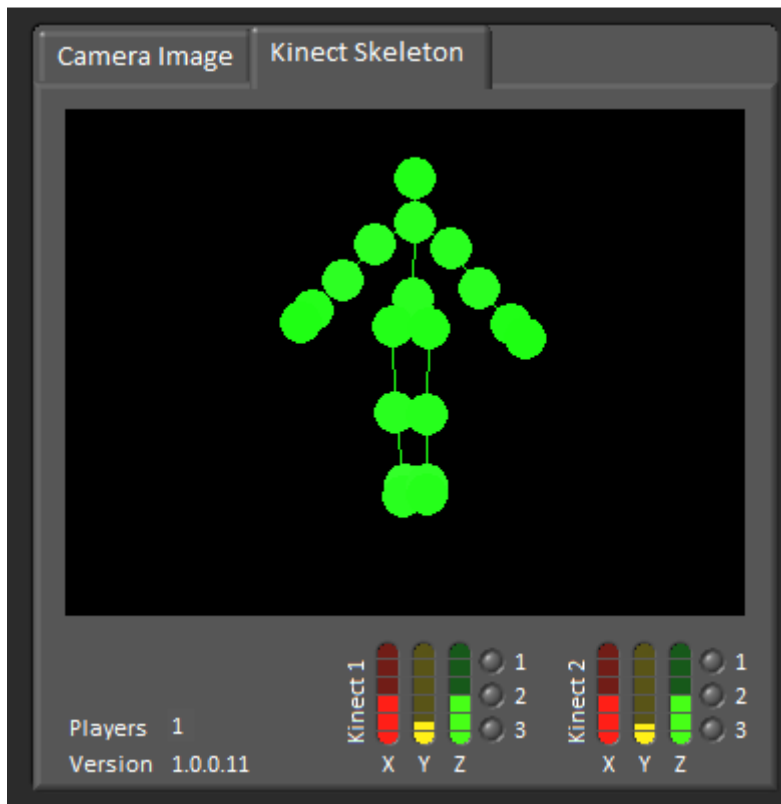 Camera Image
Kinect Skeleton
Players 1
Version 1.0.0.11
Kinect 1
1
2
3
X Y Z
Kinect 2
1
2
3
X Y Z